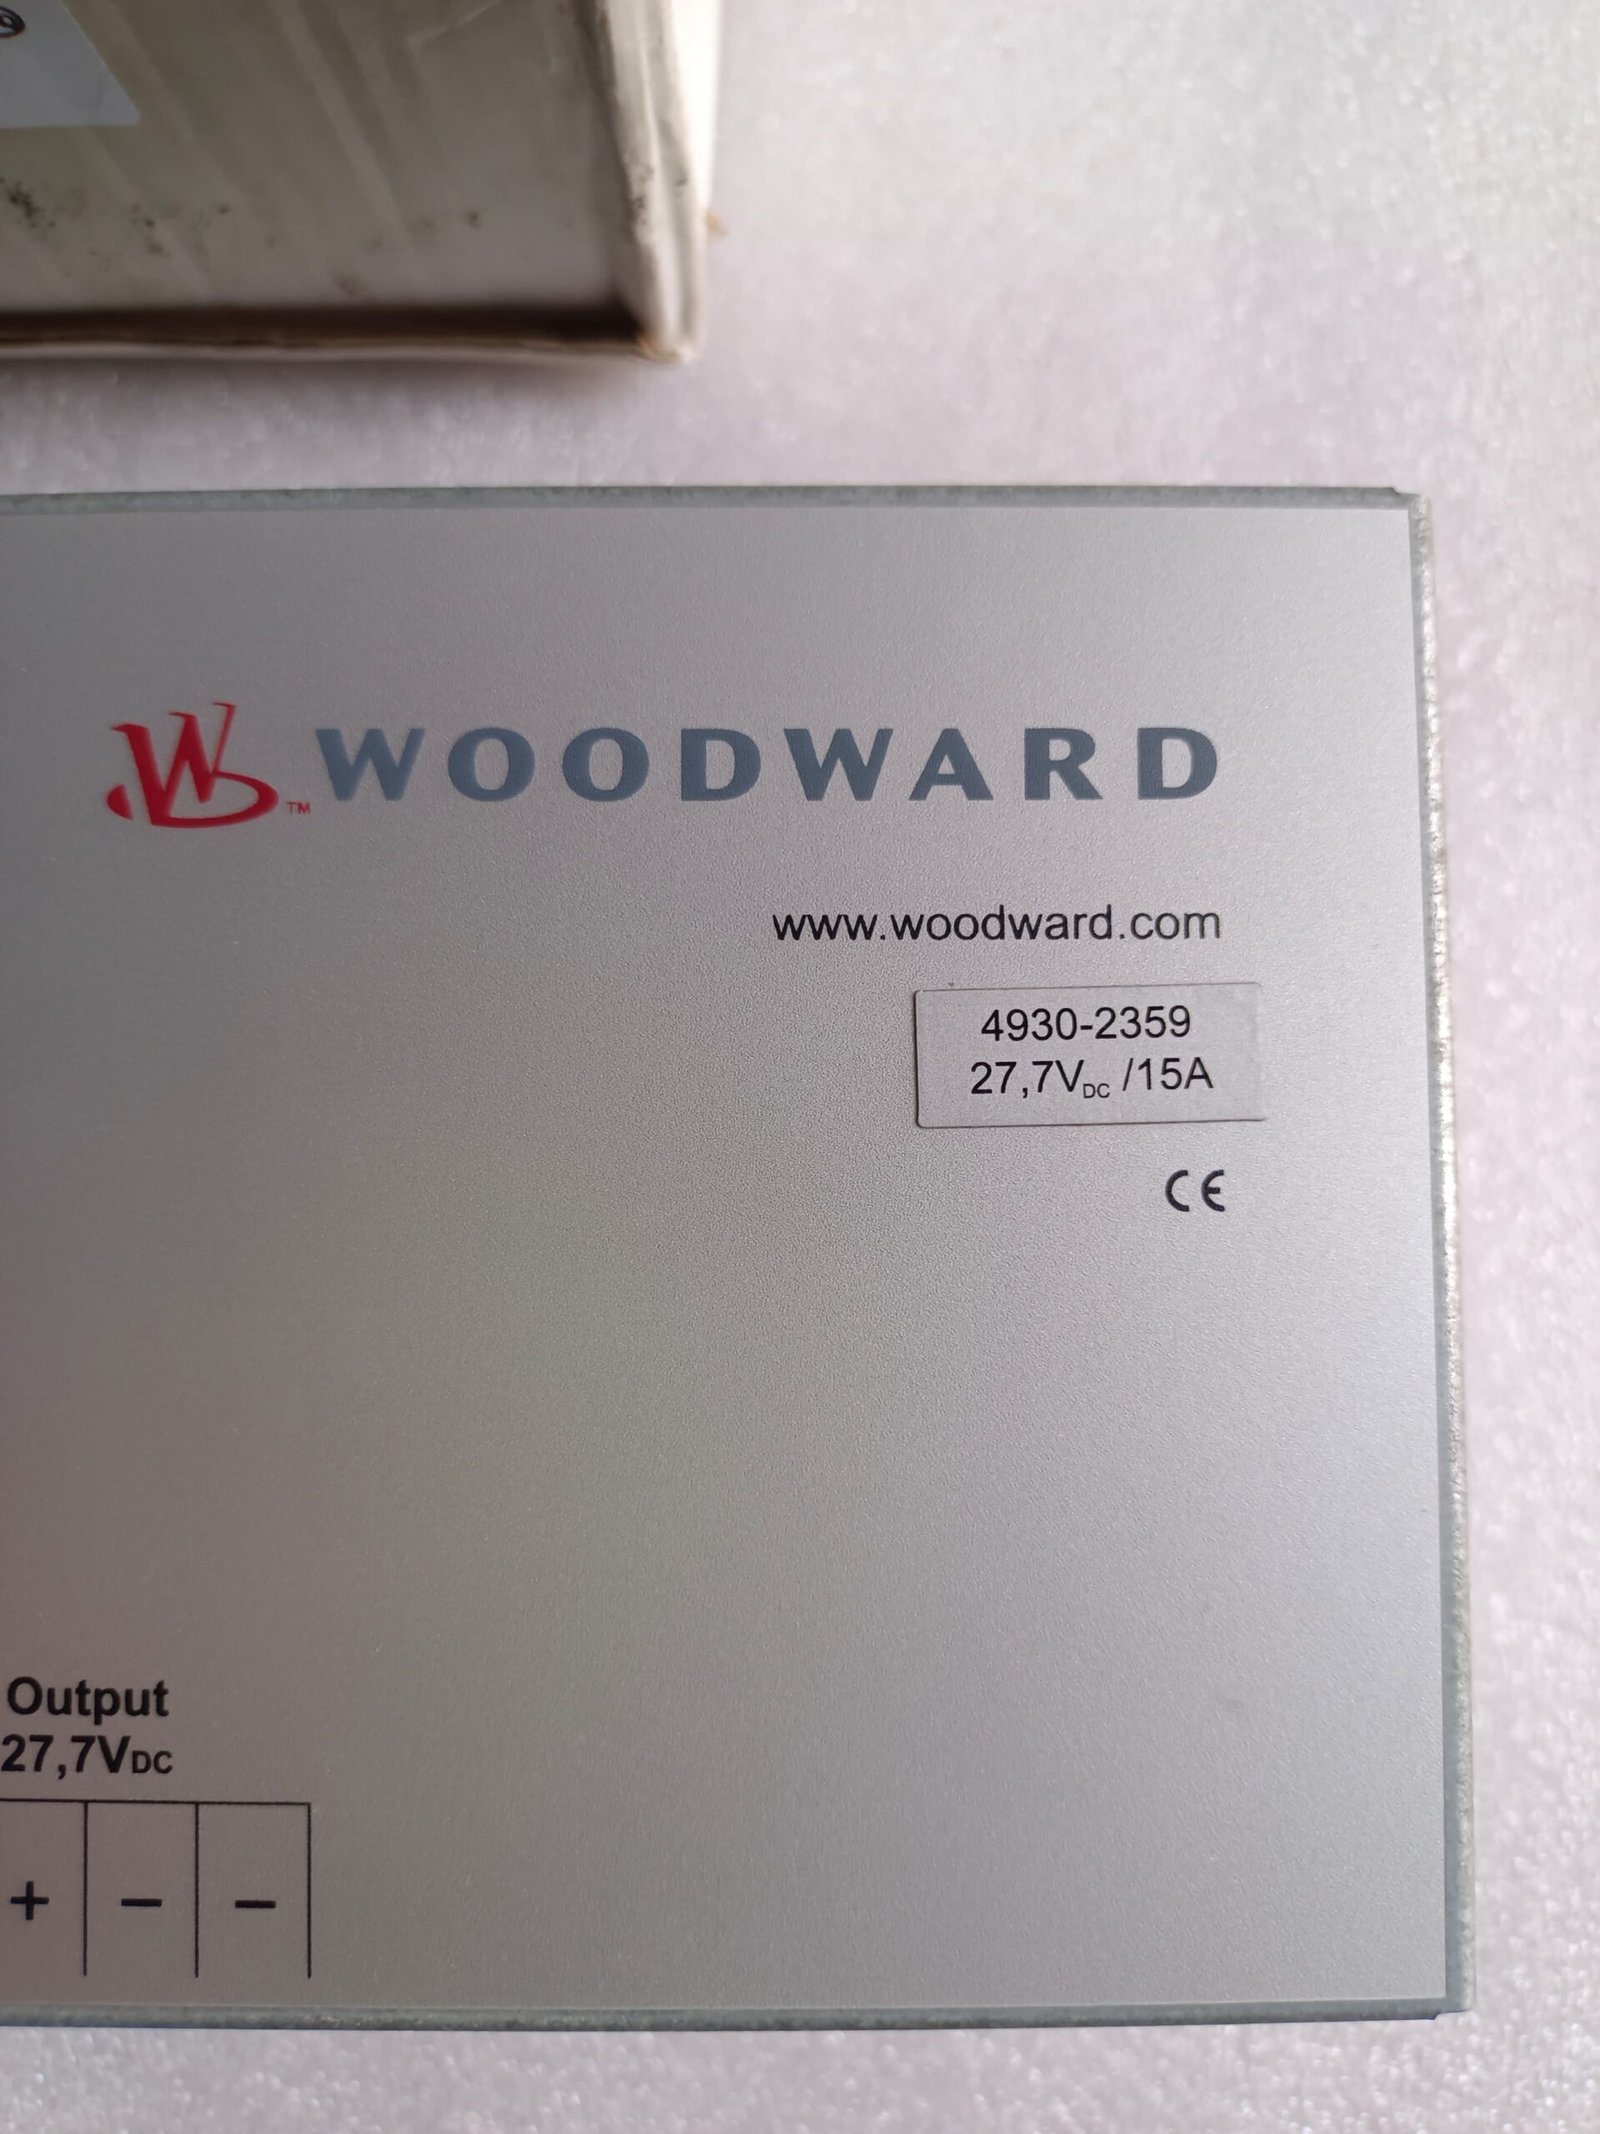 WOODWARD
www.woodward.com
4930-2359
27,7VDC /15A
CE
Output
27,7VDC
+ – –